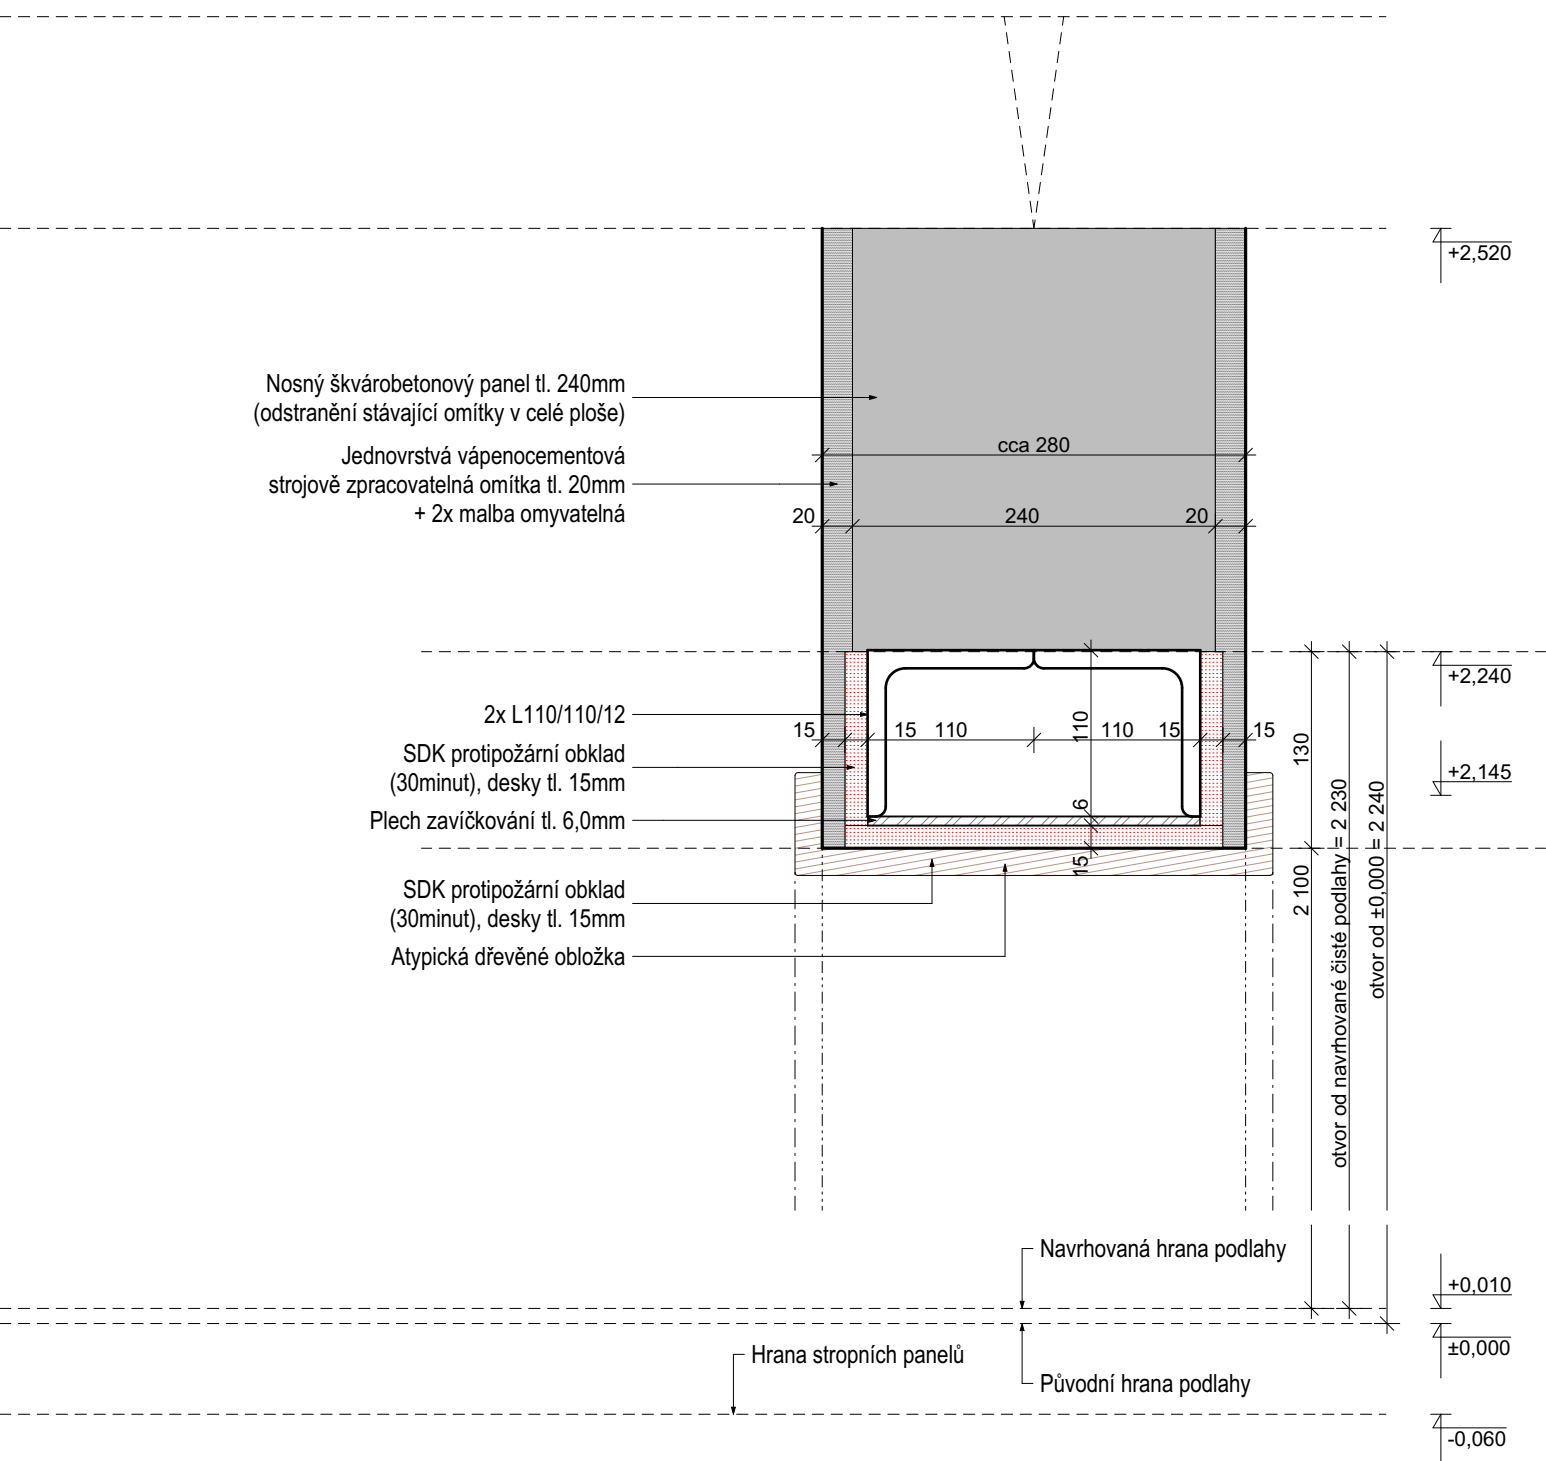 +2,520
Nosný škvárobetonový panel tl. 240mm
(odstranění stávající omítky v celé ploše)
Jednovrstvá vápenocementová
strojově zpracovatelná omítka tl. 20mm
+ 2x malba omyvatelná
cca 280
20
240
20
+2,240
2x L110/110/12
15
15
110
110
110
15
15
130
SDK protipožární obklad
(30minut), desky tl. 15mm
+2,145
Plech zavíčkování tl. 6,0mm
6
15
SDK protipožární obklad
(30minut), desky tl. 15mm
Atypická dřevěné obložka
2 100
otvor od navrhované čisté podlahy = 2 230
otvor od ±0,000 = 2 240
Navrhovaná hrana podlahy
+0,010
±0,000
Hrana stropních panelů
Původní hrana podlahy
-0,060